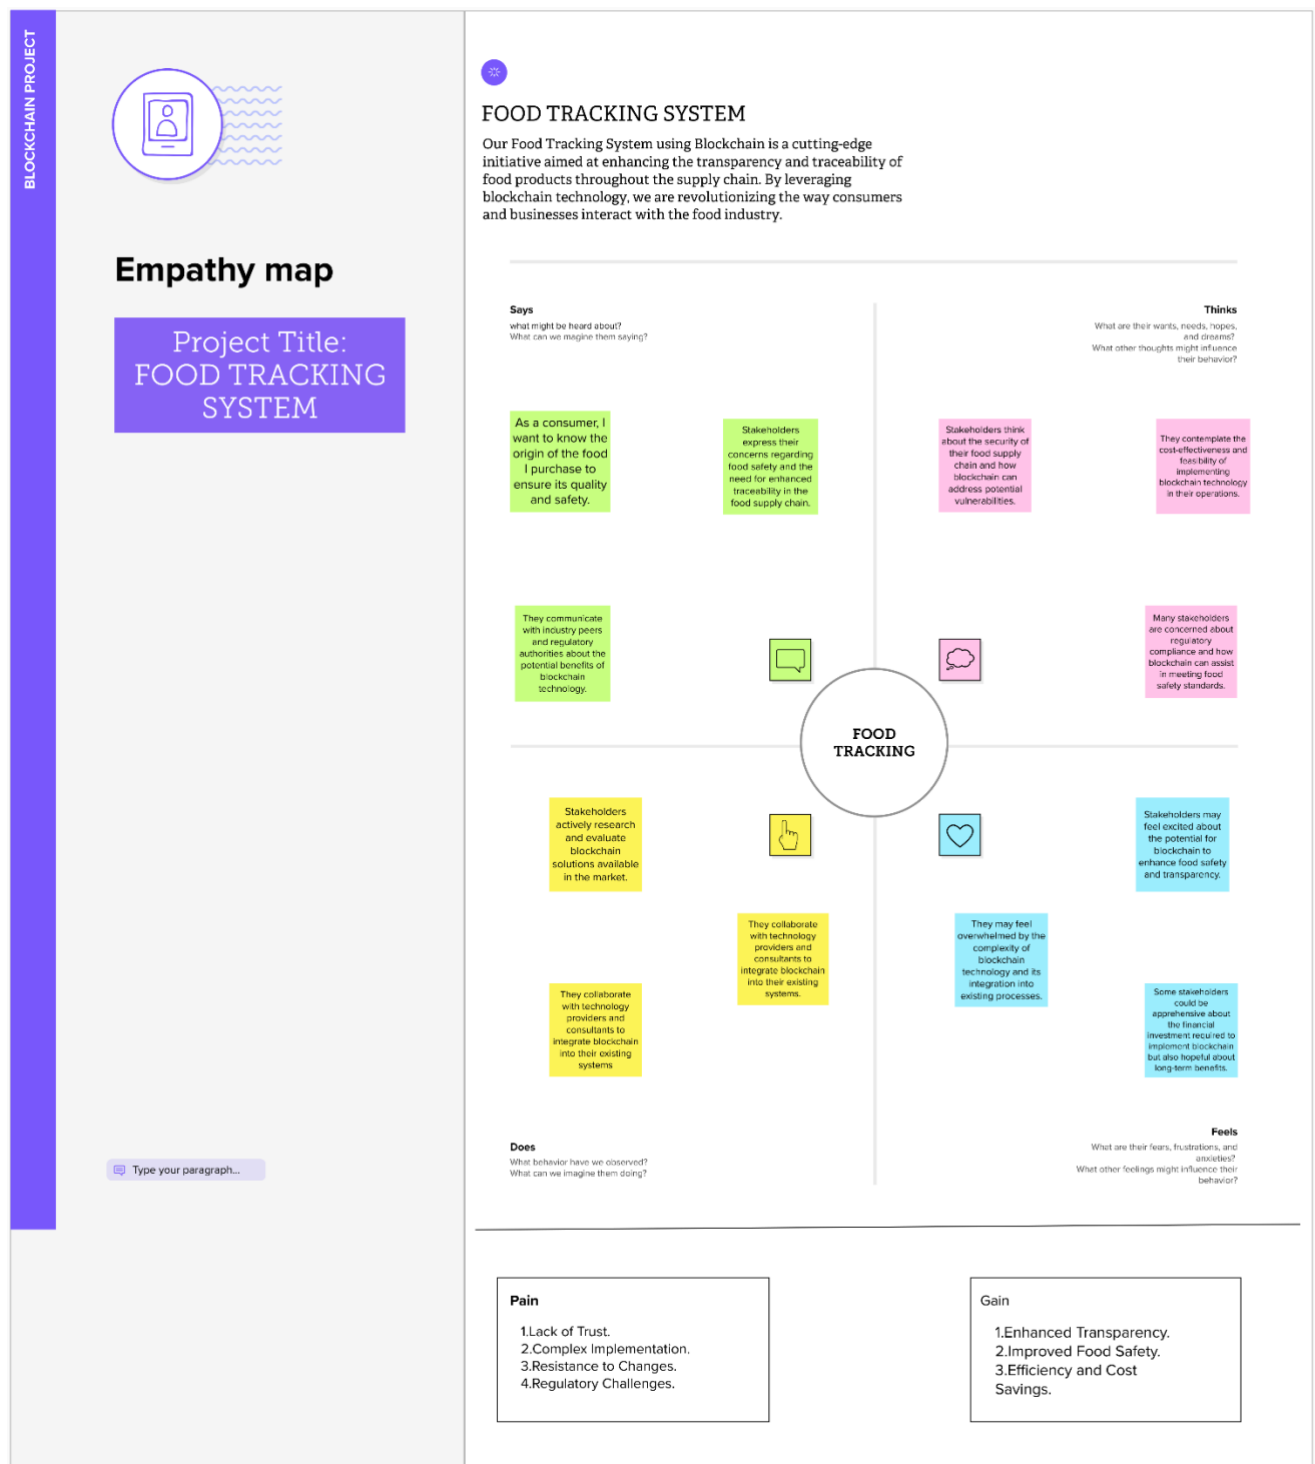 BLOCKCHAIN PROJECT
Empathy map
Project Title:
FOOD TRACKING
SYSTEM
Type your paragraph...
FOOD TRACKING SYSTEM
Our Food Tracking System using Blockchain is a cutting-edge
initiative aimed at enhancing the transparency and traceability of
food products throughout the supply chain. By leveraging
blockchain technology, we are revolutionizing the way consumers
and businesses interact with the food industry.
Says
what might be heard about?
What can we magine them saying?
Thinks
What are their wants, needs, hopes,
and dreams?
What other thoughts might influence
their behavior?
As a consumer, I
want to know the
origin of the food
I purchase to
ensure its quality
and safety.
Stakeholders
express their
concerns regarding
food safety and the
need for enhanced
traceability in the
food supply chain.
Stakeholders think
about the security of
their food supply
chain and how
blockchain can
address potential
vulnerabilities.
They contemplate the
cost-effectiveness and
feasibility of
implementing
blockchain technology
in their operations.
They communicate
with industry peers
and regulatory
authorities about the
potential benefits of
blockchain
technology.
Many stakeholders
are concerned about
regulatory
compliance and how
blockchain can assist
in meeting food
safety standards.
FOOD
TRACKING
Stakeholders
actively research
and evaluate
blockchain
solutions available
in the market.
They collaborate
with technology
providers and
consultants to
integrate blockchain
into their existing
systems.
They collaborate
with technology
providers and
consultants to
integrate blockchain
into their existing
systems
Stakeholders may
feel excited about
the potential for
blockchain to
enhance food safety
and transparency.
They may feel
overwhelmed by the
complexity of
blockchain
technology and its
integration into
existing processes.
Some stakeholders
could be
apprehensive about
the financial
investment required to
implement blockchain
but also hopeful about
long-term benefits.
Does
What behavior have we observed?
What can we imagine them doing?
Feels
What are their fears, frustrations, and
anxieties?
What other feelings might influence their
behavior?
Pain
1.Lack of Trust.
2.Complex Implementation.
3.Resistance to Changes.
4.Regulatory Challenges.
Gain
1.Enhanced Transparency.
2.Improved Food Safety.
3.Efficiency and Cost
Savings.